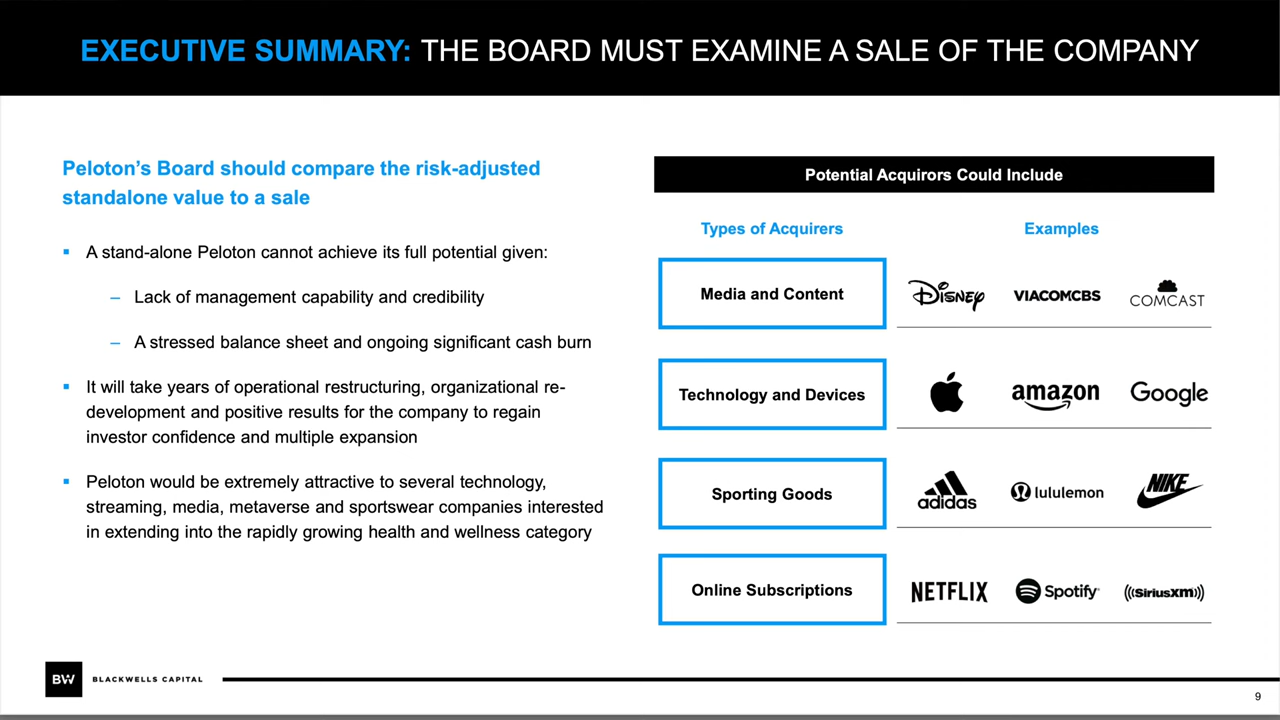 EXECUTIVE SUMMARY: THE BOARD MUST EXAMINE A SALE OF THE COMPANY
Peloton’s Board should compare the risk-adjusted
standalone value to a sale
▪ A stand-alone Peloton cannot achieve its full potential given:
– Lack of management capability and credibility
– A stressed balance sheet and ongoing significant cash burn
▪ It will take years of operational restructuring, organizational re-
development and positive results for the company to regain
investor confidence and multiple expansion
▪ Peloton would be extremely attractive to several technology,
streaming, media, metaverse and sportswear companies interested
in extending into the rapidly growing health and wellness category
Potential Acquirors Could Include
Types of Acquirers Examples
Media and Content Disney VIACOMCBS COMCAST
Technology and Devices amazon Google
Sporting Goods adidas lululemon NIKE
Online Subscriptions NETFLIX Spotify SiriusXM
BW BLACKWELLS CAPITAL
9